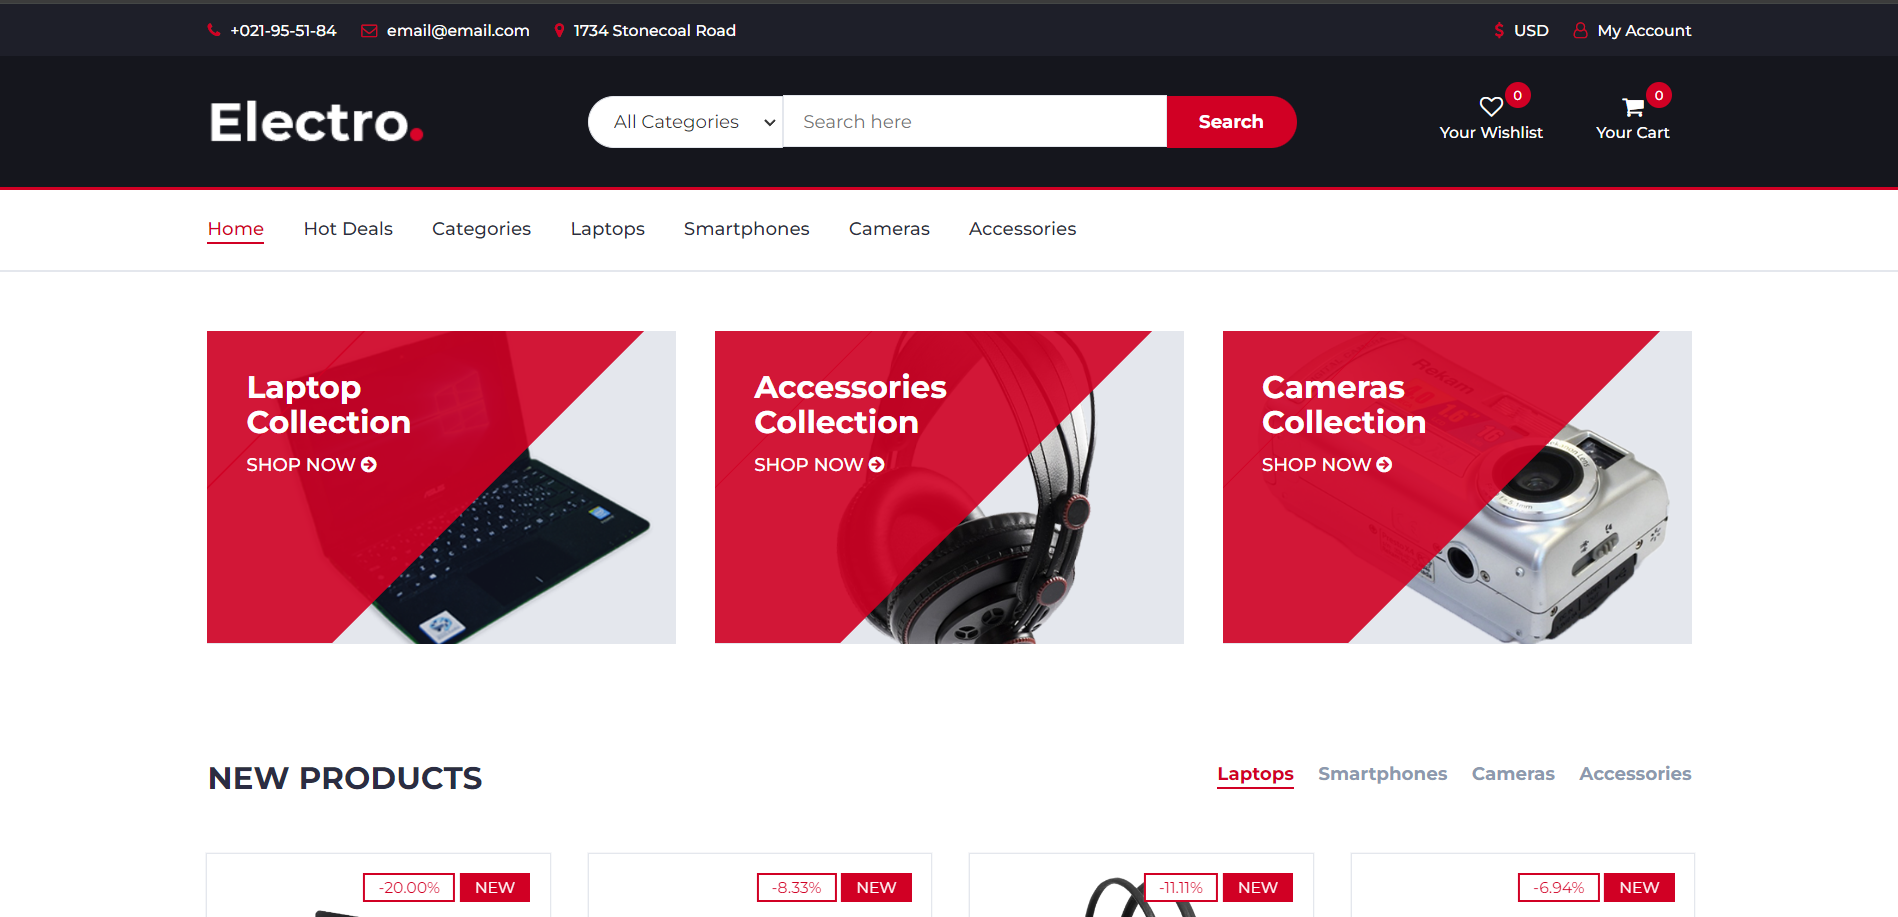 +021-95-51-84 email@email.com 1734 Stonecoal Road $ USD My Account
Electro.
All Categories Search here Search
0
Your Wishlist
0
Your Cart
Home Hot Deals Categories Laptops Smartphones Cameras Accessories
Laptop
Collection
SHOP NOW
Accessories
Collection
SHOP NOW
Cameras
Collection
SHOP NOW
Rekam
NEW PRODUCTS
Laptops Smartphones Cameras Accessories
-20.00% NEW
-8.33% NEW
-11.11% NEW
-6.94% NEW